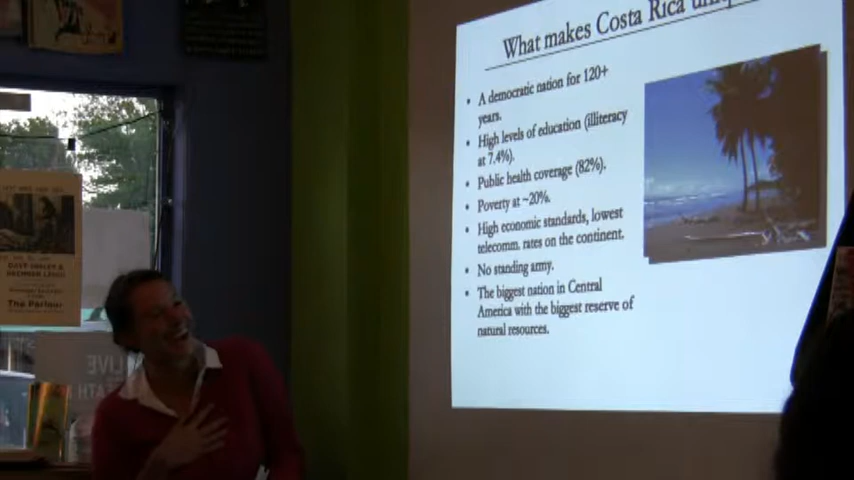 What makes Costa Rica
A democratic nation for 120+
years.
High levels of education (illiteracy
at 7.4%).
Public health coverage (82%).
Poverty at ~20%.
High economic standards, lowest
telecomm. rates on the continent.
No standing army.
The biggest nation in Central
America with the biggest reserve of
natural resources.
The Parlour
LIVE